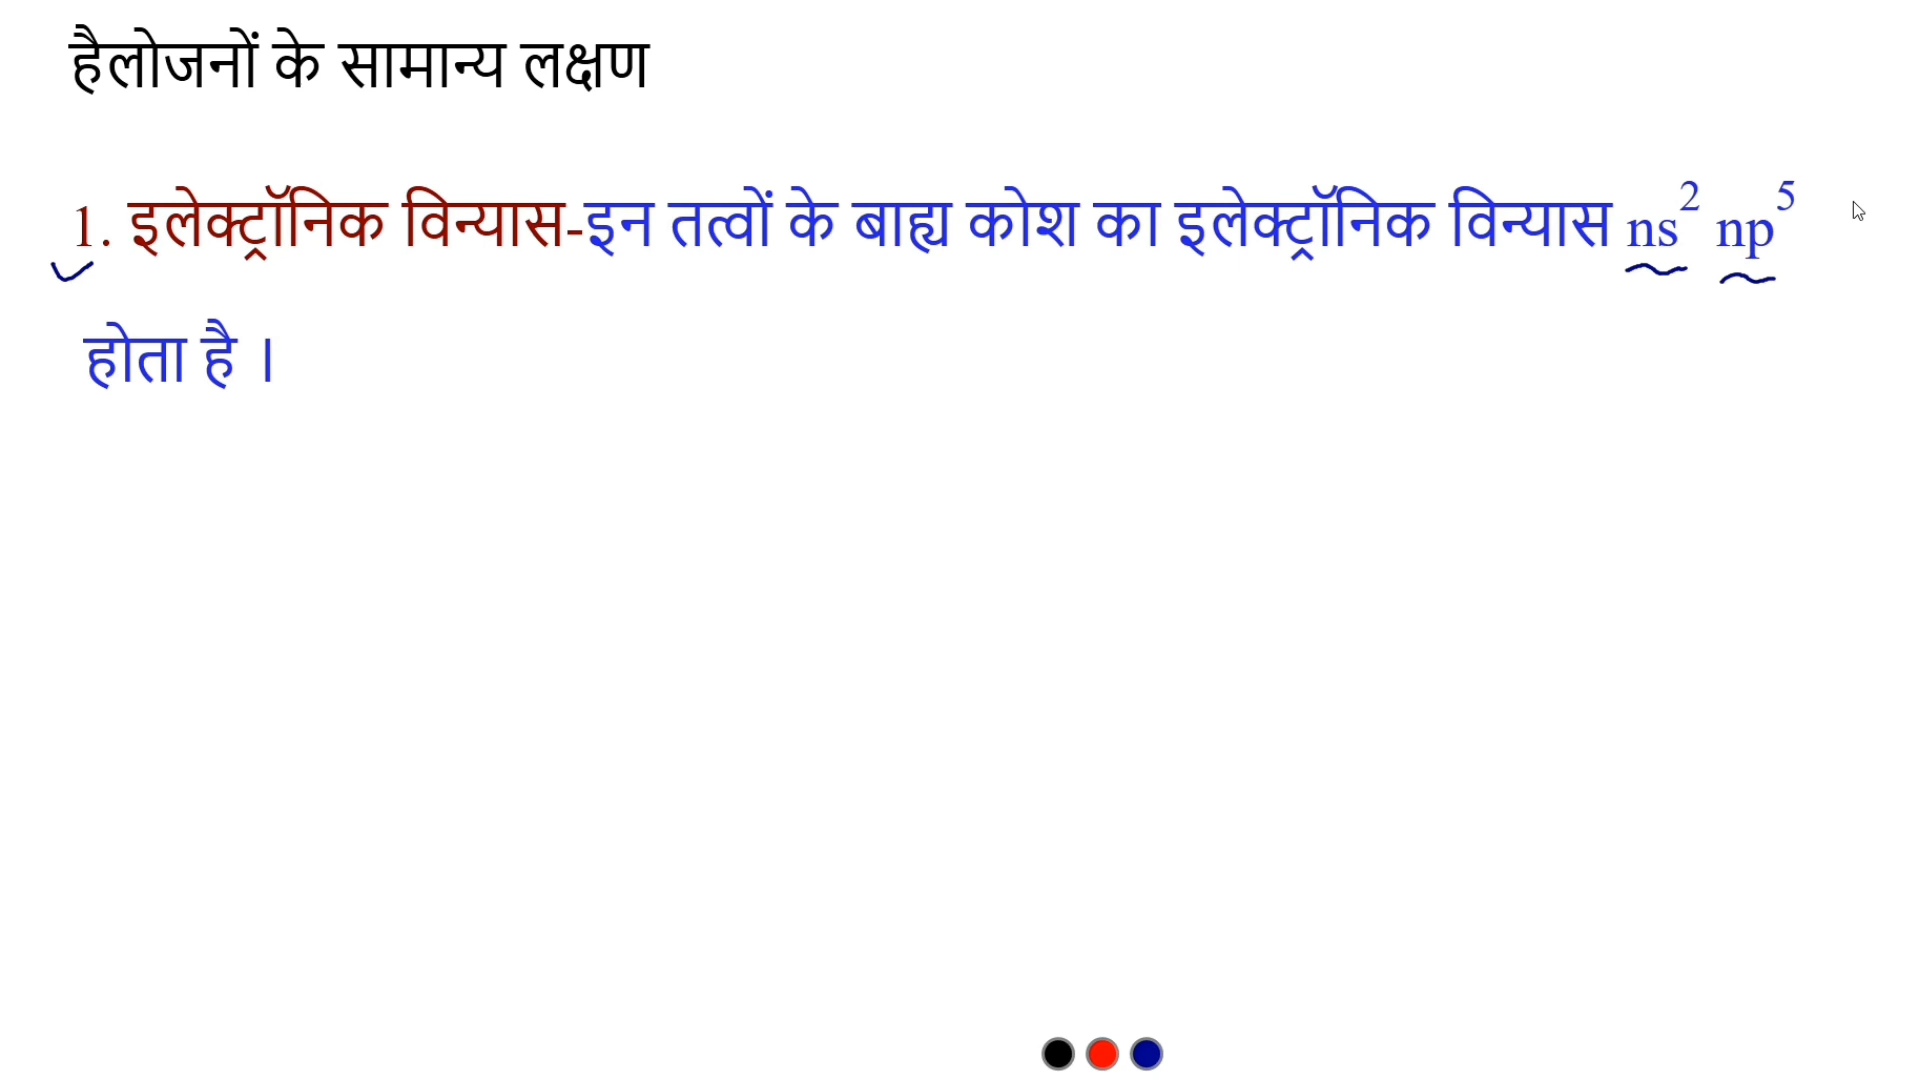 हैलोजनों के सामान्य लक्षण
1. इलेक्ट्रॉनिक विन्यास-इन तत्वों के बाह्य कोश का इलेक्ट्रॉनिक विन्यास ns² np⁵
होता है ।